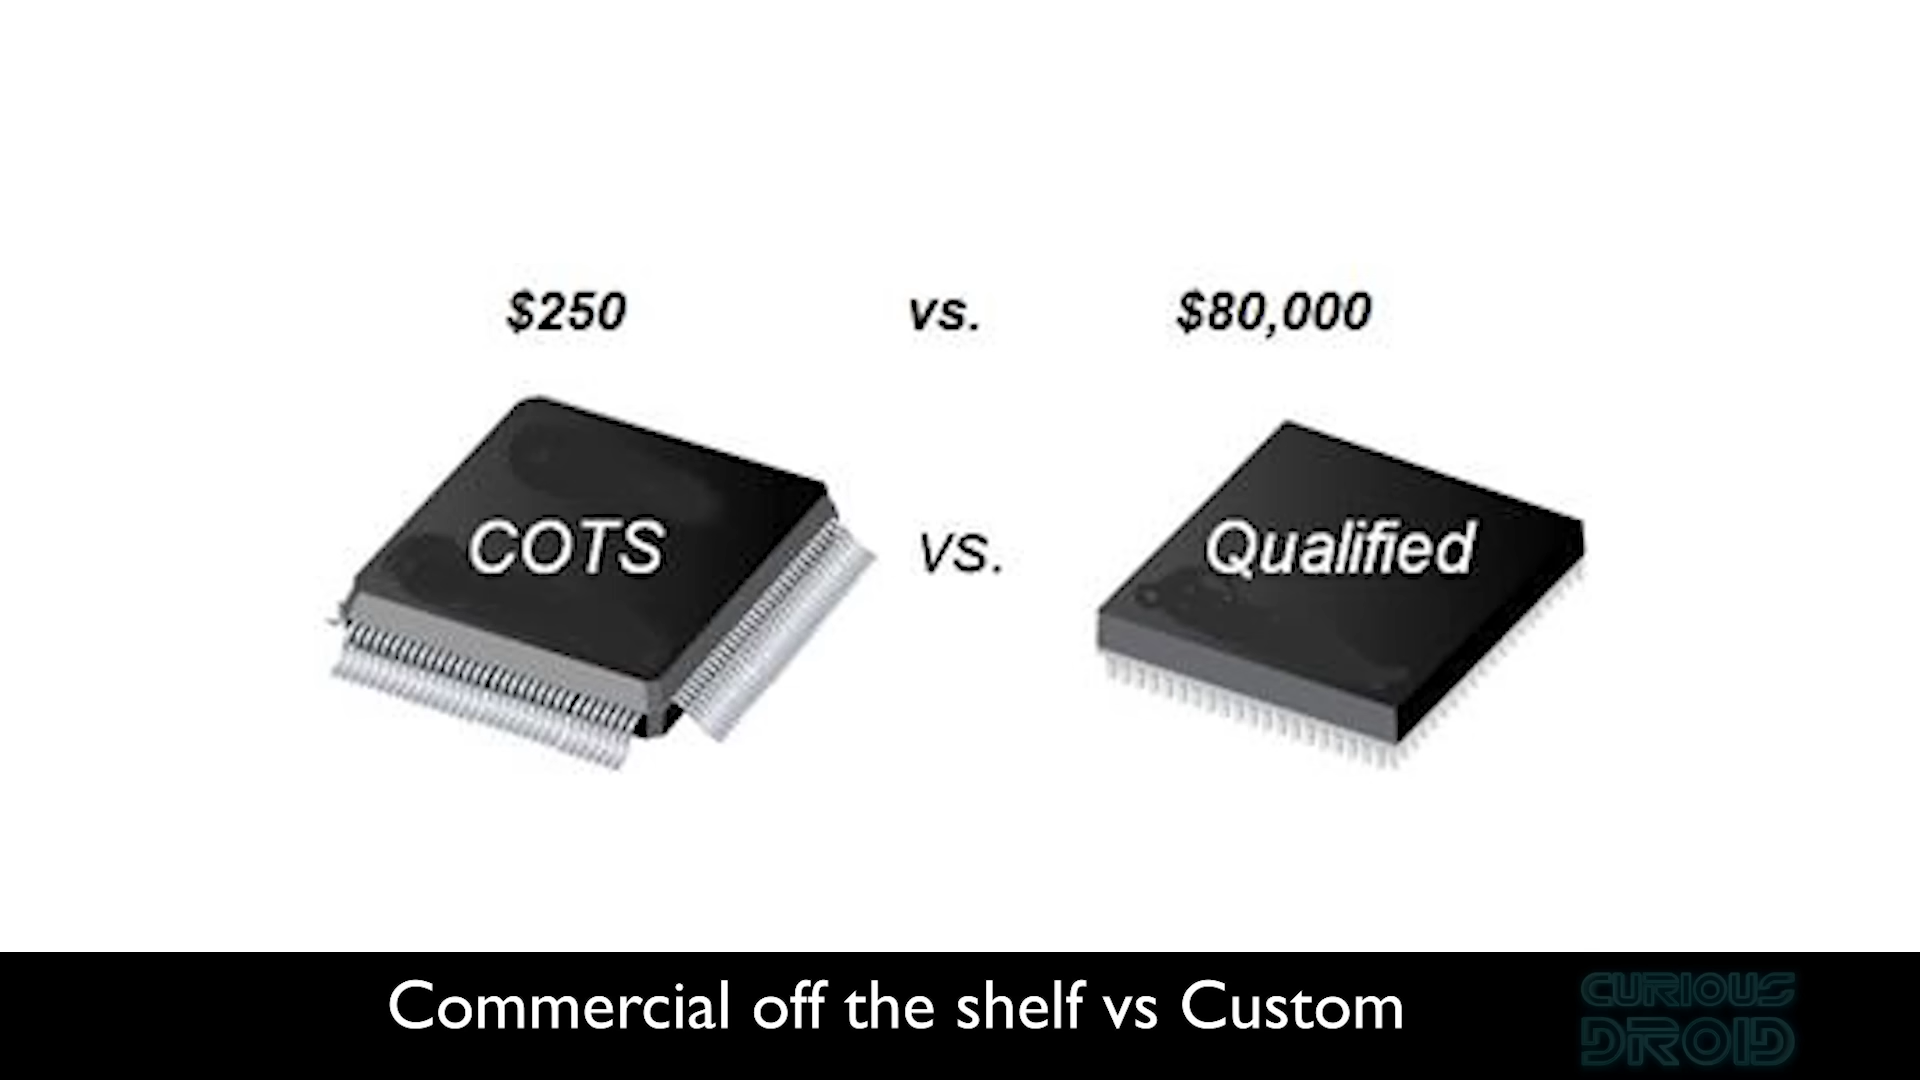 $250 vs. $80,000
COTS vs. Qualified
Commercial off the shelf vs Custom
CURIOUS
DROID